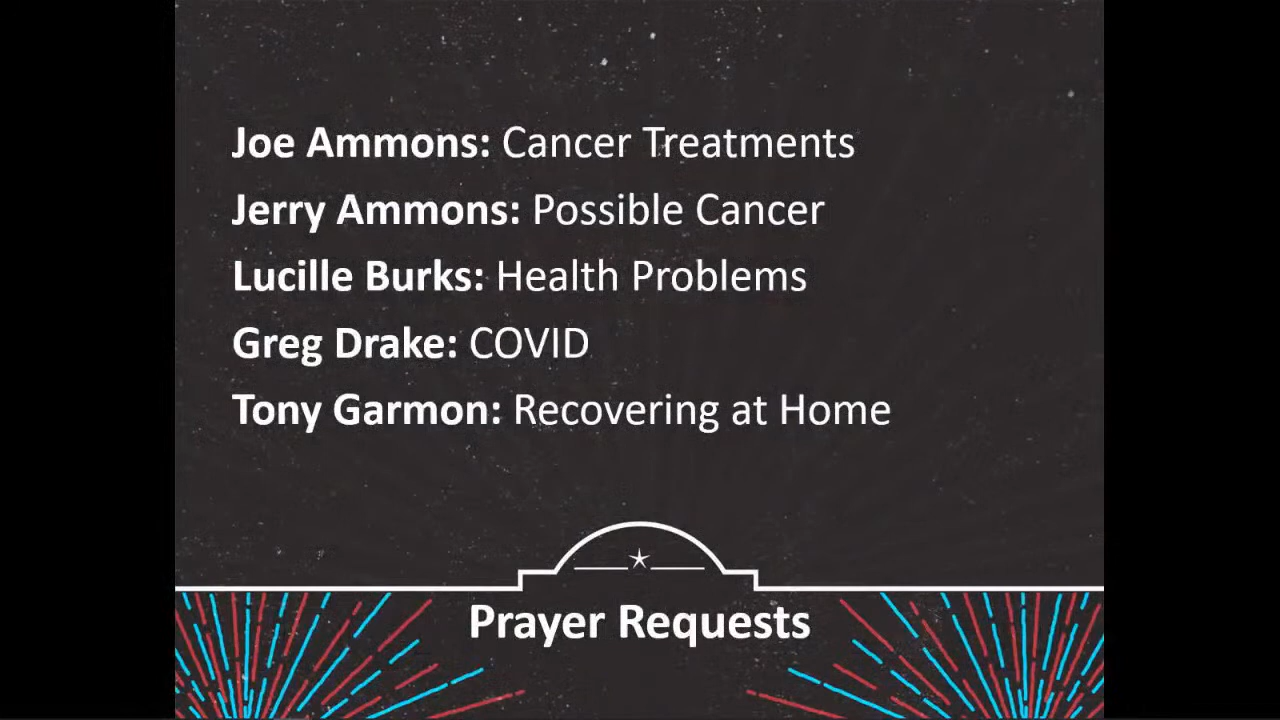 Joe Ammons: Cancer Treatments
Jerry Ammons: Possible Cancer
Lucille Burks: Health Problems
Greg Drake: COVID
Tony Garmon: Recovering at Home
Prayer Requests